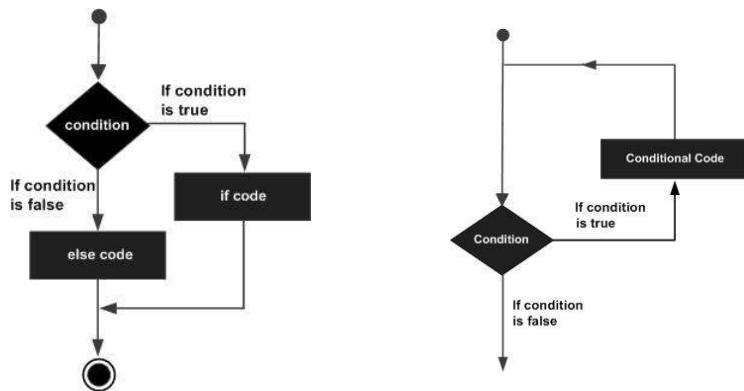 If condition
is true
condition
If condition
is false
if code
else code
Conditional Code
If condition
is true
Condition
If condition
is false